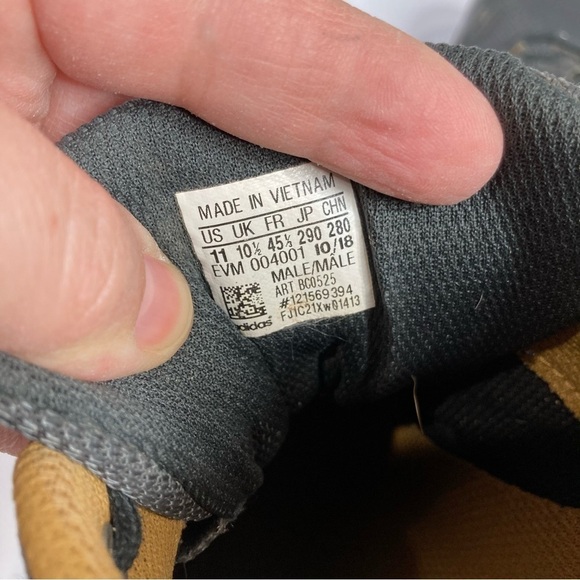 MADE IN VIETNAM
US UK FR JP CHN
11 10½ 45⅓ 290 280
EVM 004001 10/18
MALE/MÂLE
ART BC0525
#121569394
FJ1C21XW01413
adidas